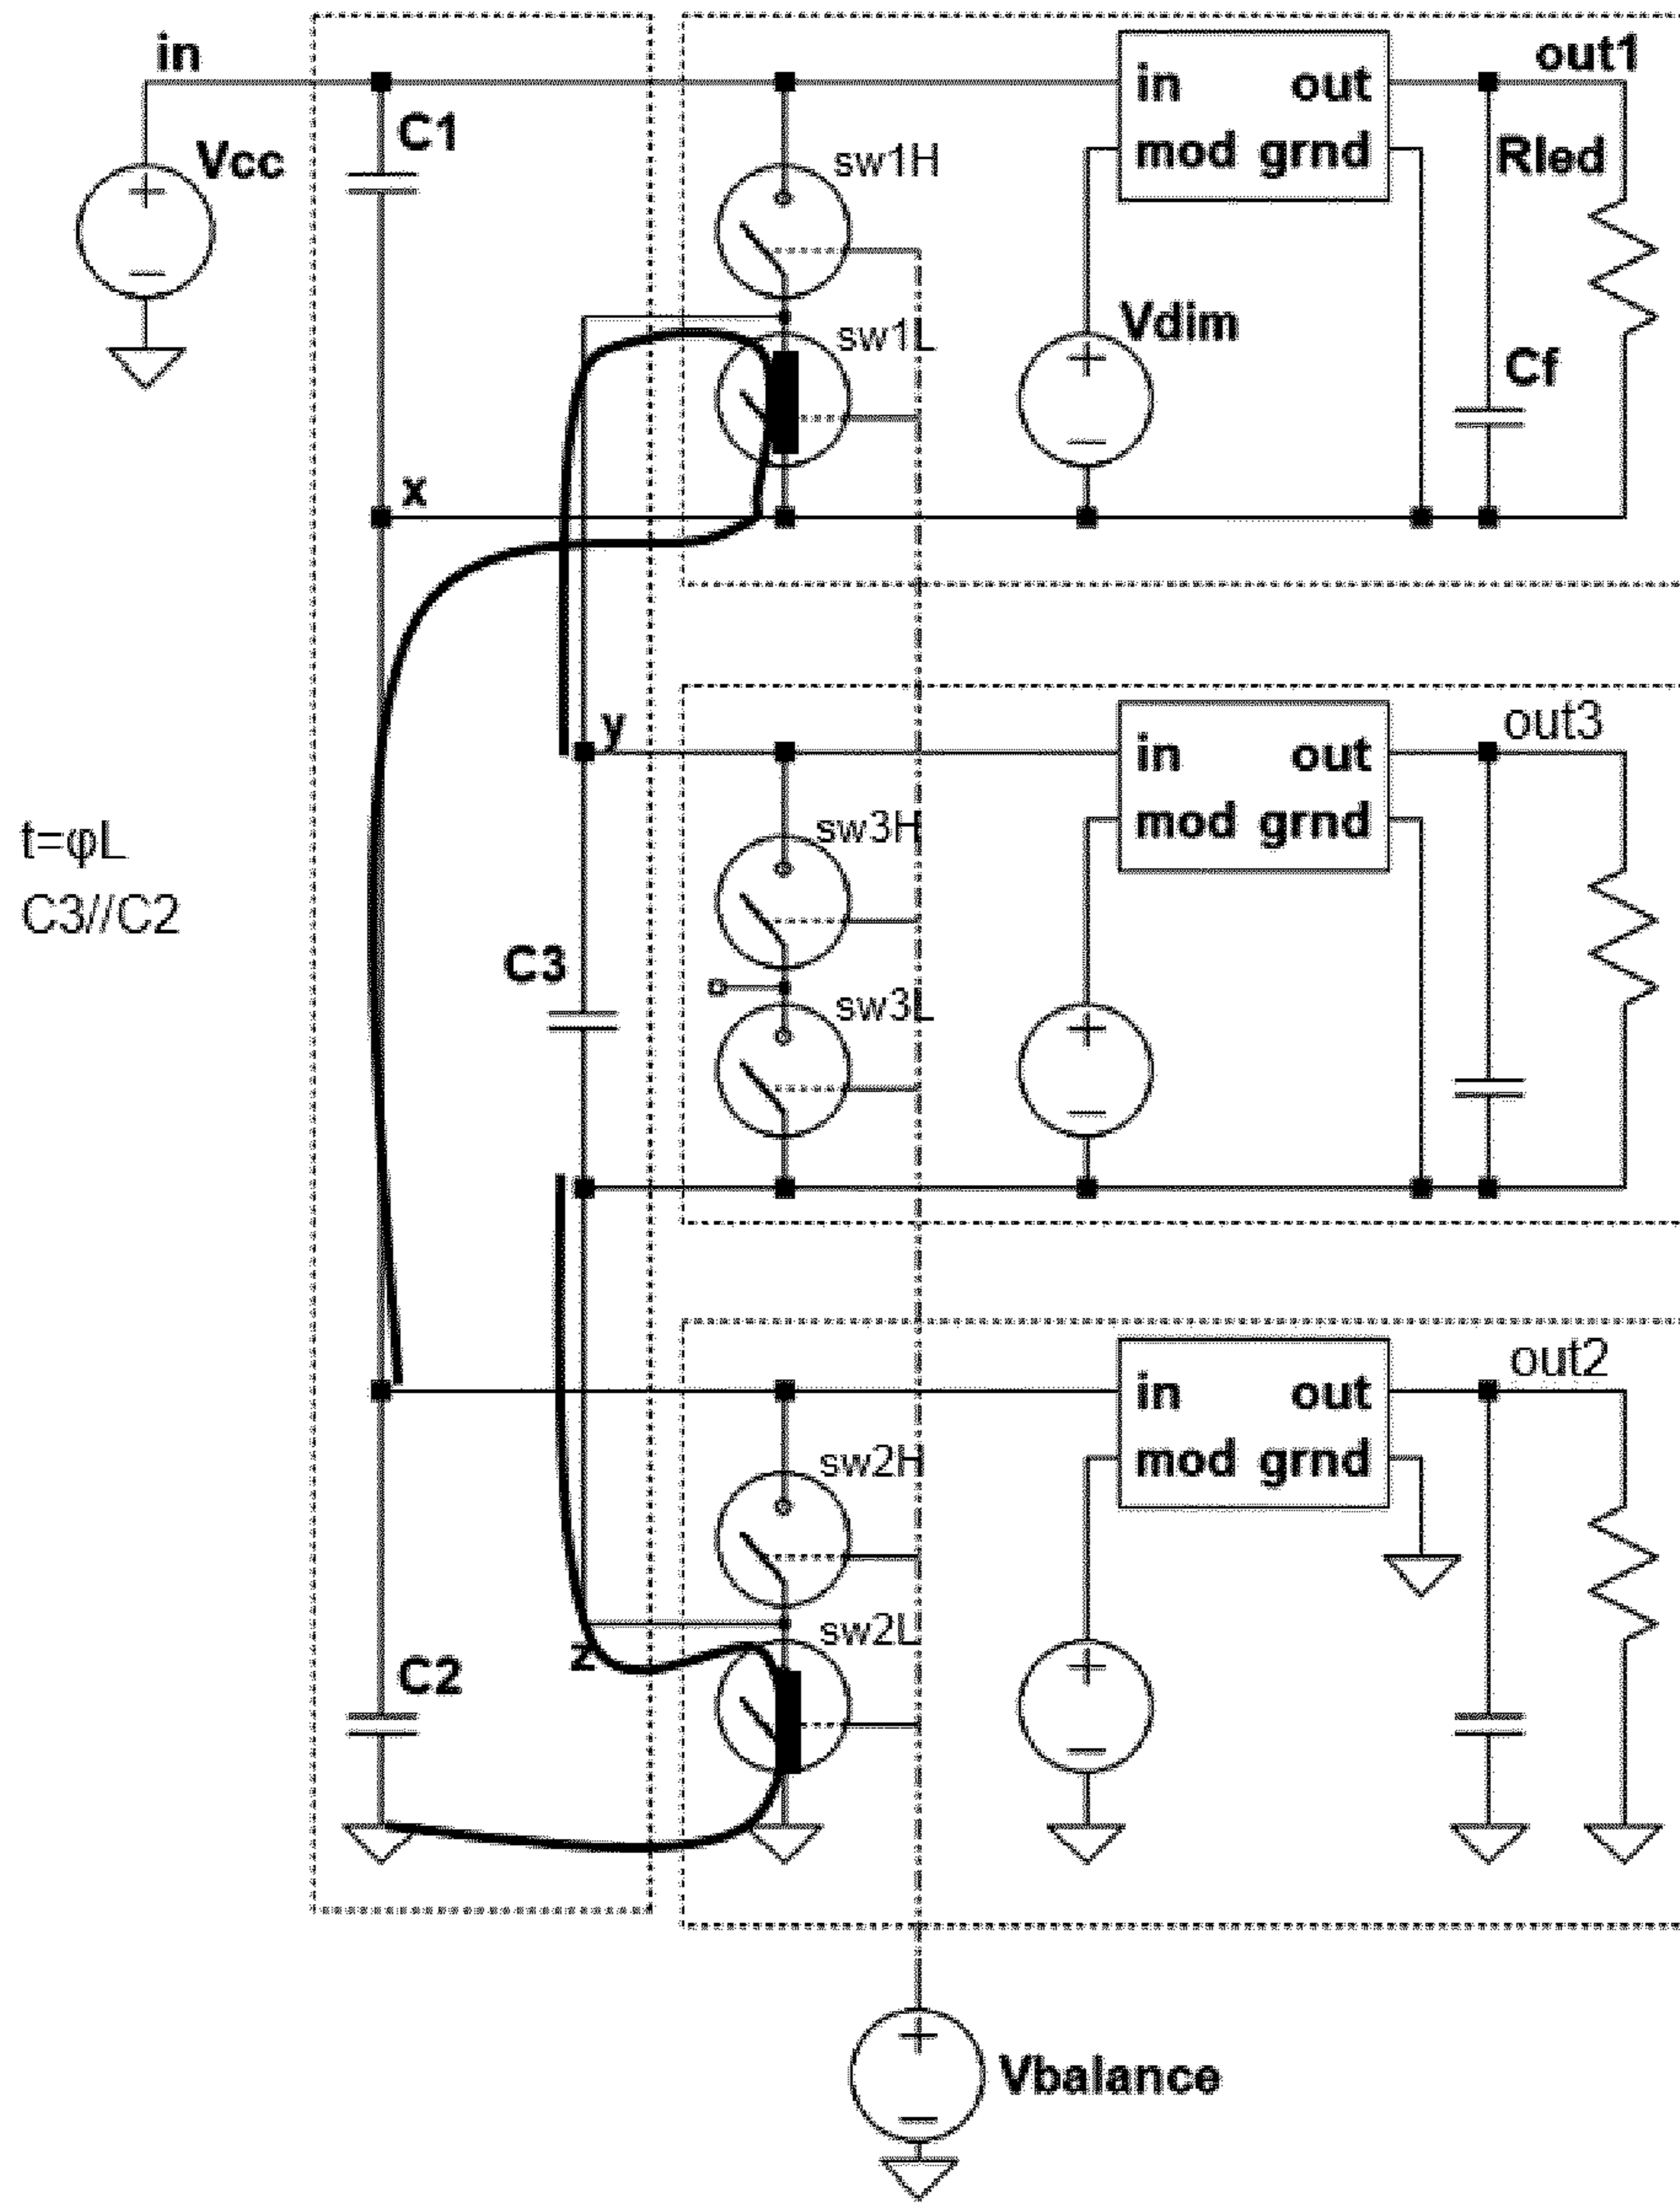 in
out1
Vcc
C1
sw1H
in out
mod grnd
Rled
sw1L
Vdim
Cf
x
y
in out
mod grnd
out3
sw3H
t=φL
C3//C2
C3
sw3L
in out
mod grnd
out2
sw2H
sw2L
z
C2
Vbalance